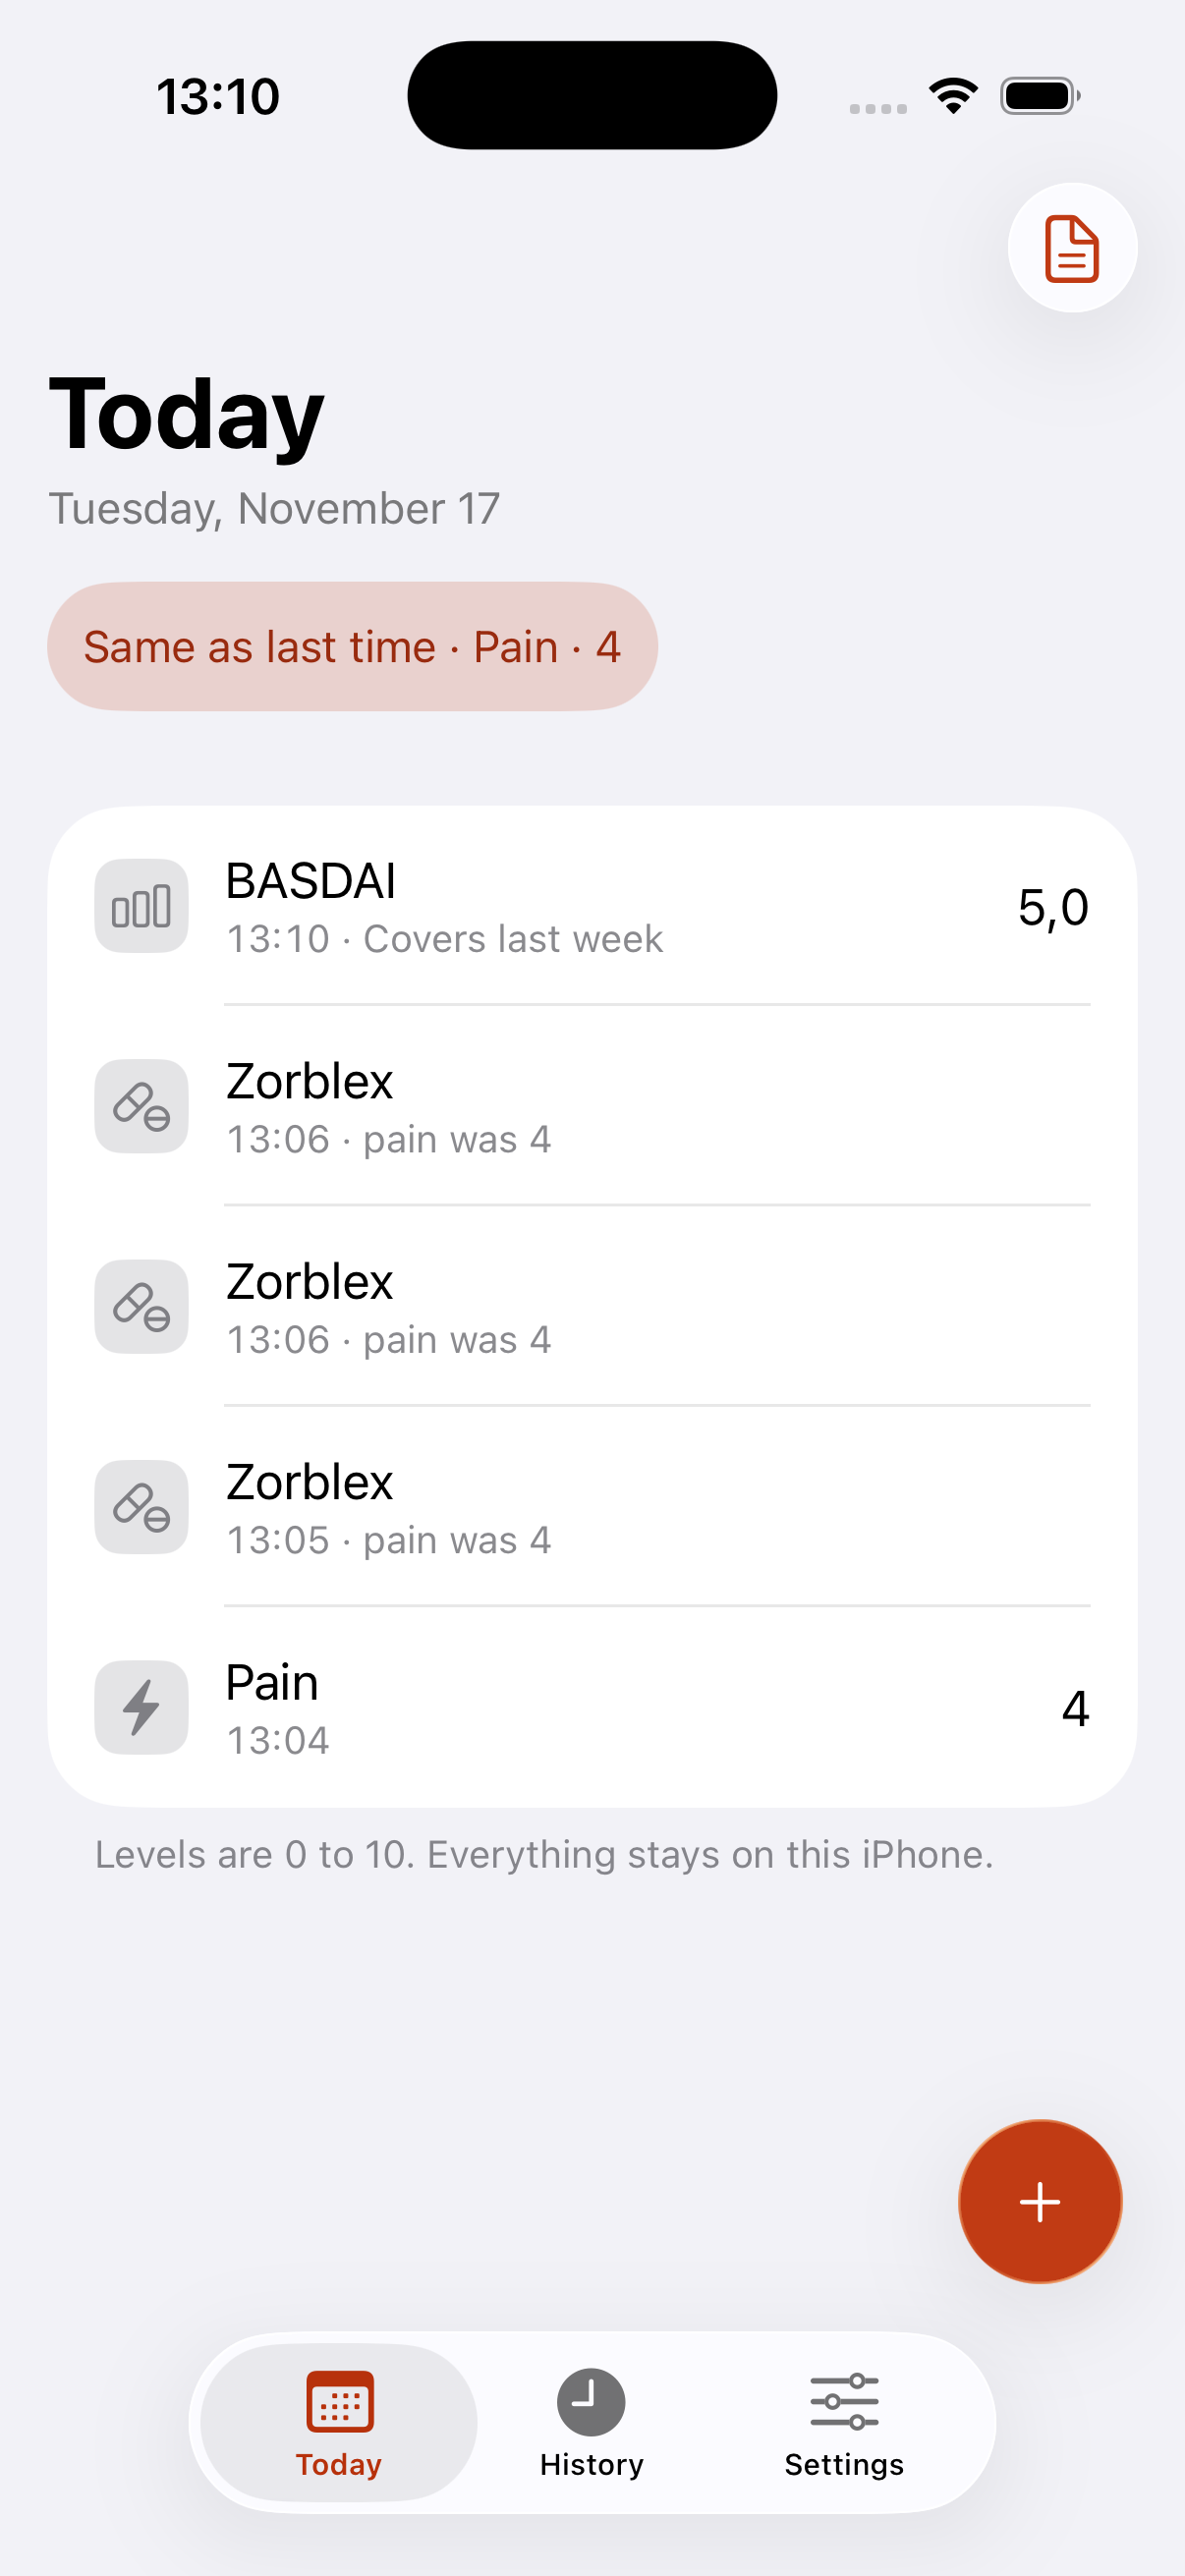 13:10
Today
Tuesday, November 17
Same as last time · Pain · 4
BASDAI
13:10 · Covers last week
5,0
Zorblex
13:06 · pain was 4
Zorblex
13:06 · pain was 4
Zorblex
13:05 · pain was 4
Pain
13:04
4
Levels are 0 to 10. Everything stays on this iPhone.
Today
History
Settings